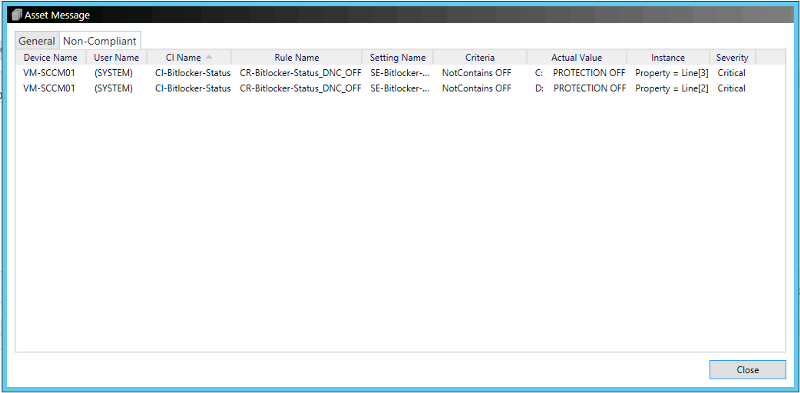 Asset Message
General Non-Compliant
Device Name User Name CI Name Rule Name Setting Name Criteria Actual Value Instance Severity
VM-SCCM01 (SYSTEM) CI-Bitlocker-Status CR-Bitlocker-Status_DNC_OFF SE-Bitlocker-... NotContains OFF C: PROTECTION OFF Property = Line[3] Critical
VM-SCCM01 (SYSTEM) CI-Bitlocker-Status CR-Bitlocker-Status_DNC_OFF SE-Bitlocker-... NotContains OFF D: PROTECTION OFF Property = Line[2] Critical
Close